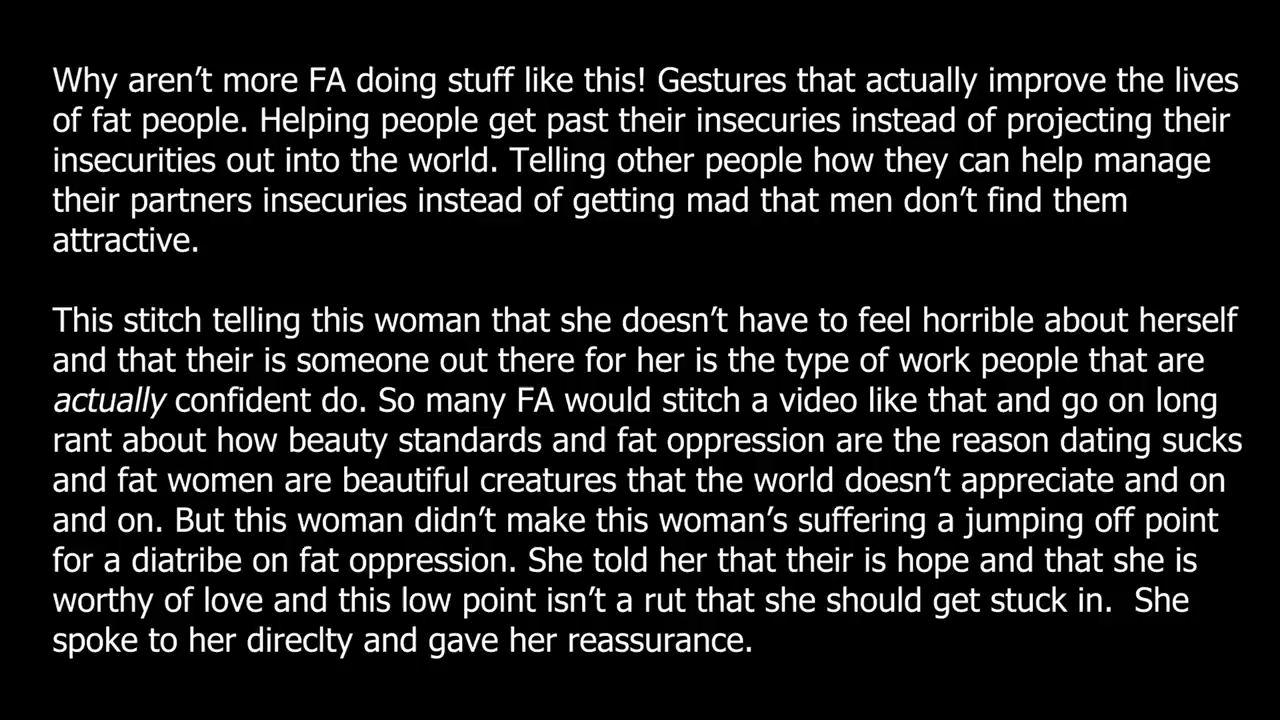 Why aren’t more FA doing stuff like this! Gestures that actually improve the lives
of fat people. Helping people get past their insecuries instead of projecting their
insecurities out into the world. Telling other people how they can help manage
their partners insecuries instead of getting mad that men don’t find them
attractive.
This stitch telling this woman that she doesn’t have to feel horrible about herself
and that their is someone out there for her is the type of work people that are
actually confident do. So many FA would stitch a video like that and go on long
rant about how beauty standards and fat oppression are the reason dating sucks
and fat women are beautiful creatures that the world doesn’t appreciate and on
and on. But this woman didn’t make this woman’s suffering a jumping off point
for a diatribe on fat oppression. She told her that their is hope and that she is
worthy of love and this low point isn’t a rut that she should get stuck in.  She
spoke to her direclty and gave her reassurance.